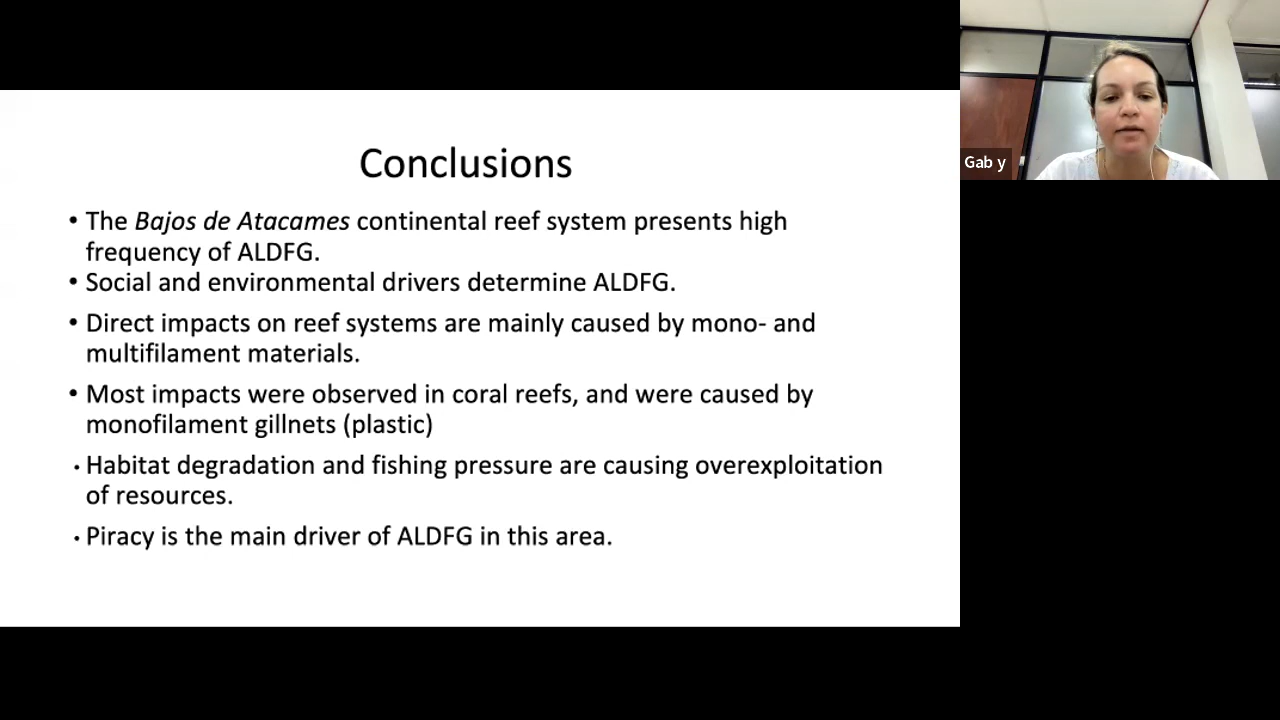 Conclusions
• The Bajos de Atacames continental reef system presents high
frequency of ALDFG.
• Social and environmental drivers determine ALDFG.
• Direct impacts on reef systems are mainly caused by mono- and
multifilament materials.
• Most impacts were observed in coral reefs, and were caused by
monofilament gillnets (plastic)
• Habitat degradation and fishing pressure are causing overexploitation
of resources.
• Piracy is the main driver of ALDFG in this area.
Gab y